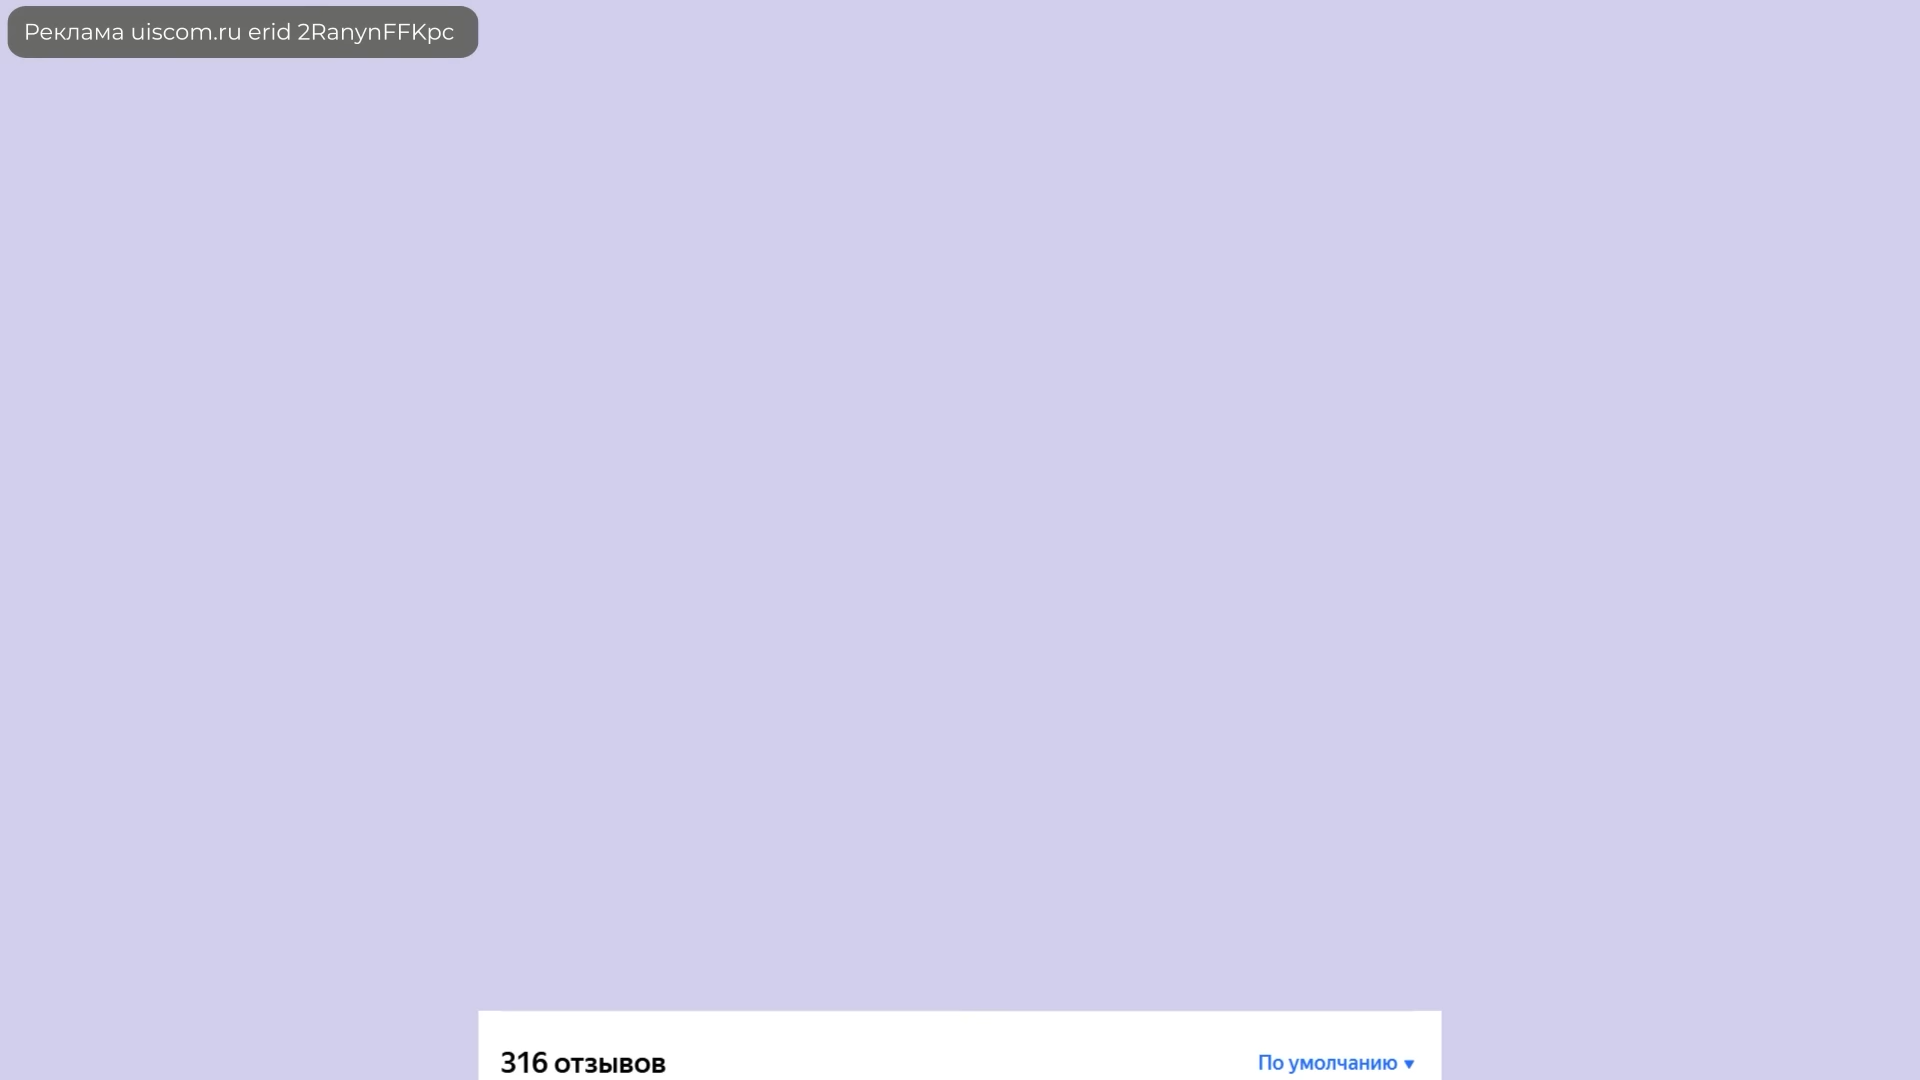 Реклама uiscom.ru erid 2RanynFFKpc
316 отзывов
По умолчанию ▾